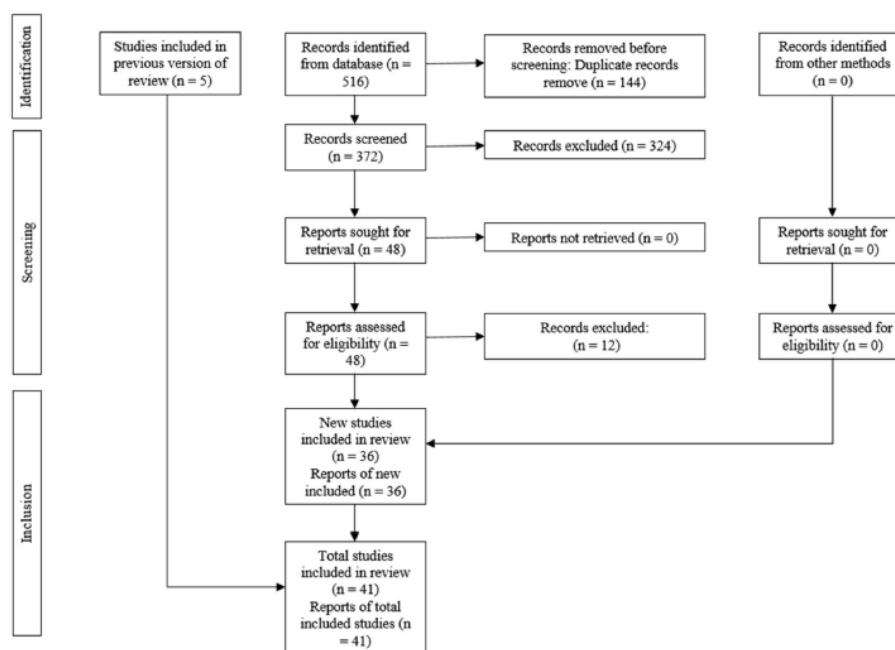 Identification
Studies included in
previous version of
review (n = 5)
Records identified
from database (n =
516)
Records removed before
screening: Duplicate records
remove (n = 144)
Records identified
from other methods
(n = 0)
Screening
Records screened
(n = 372)
Records excluded (n = 324)
Reports sought for
retrieval (n = 48)
Reports not retrieved (n = 0)
Reports sought for
retrieval (n = 0)
Reports assessed
for eligibility (n =
48)
Records excluded:
(n = 12)
Reports assessed for
eligibility (n = 0)
Inclusion
New studies
included in review
(n = 36)
Reports of new
included (n = 36)
Total studies
included in review
(n = 41)
Reports of total
included studies (n
= 41)